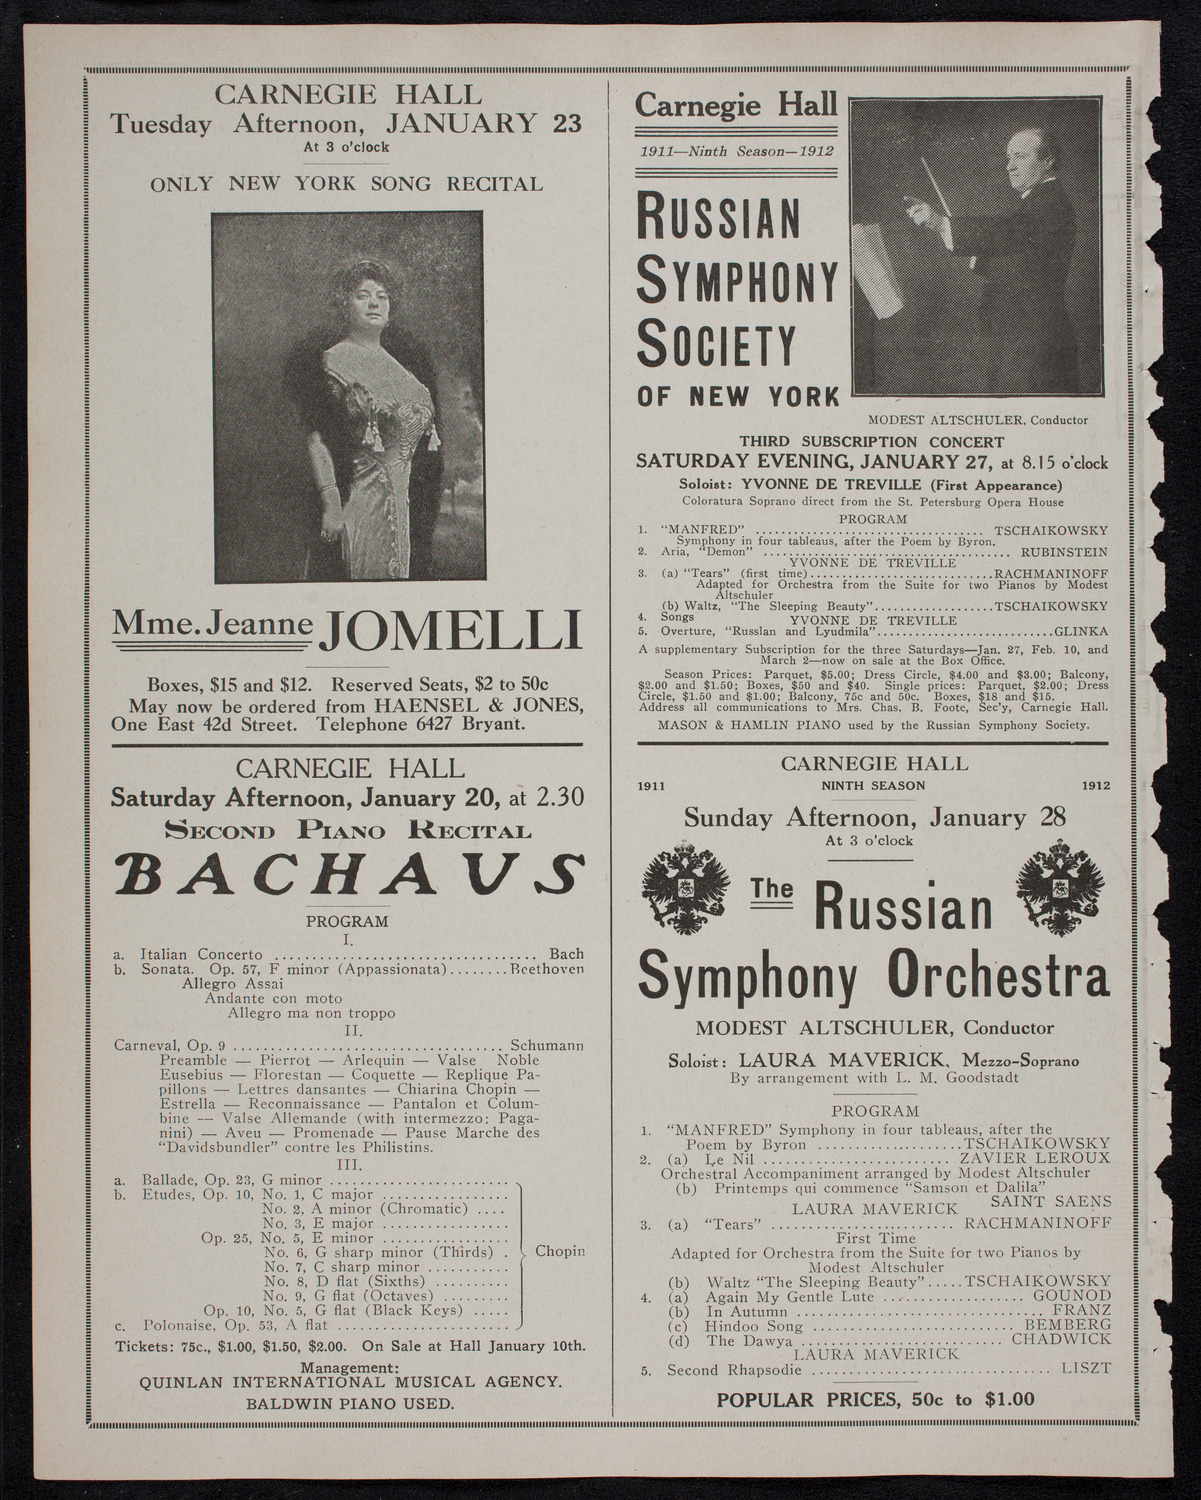 CARNEGIE HALL
Tuesday Afternoon, JANUARY 23
At 3 o'clock
ONLY NEW YORK SONG RECITAL
Mme. Jeanne JOMELLI
Boxes, $15 and $12. Reserved Seats, $2 to 50c
May now be ordered from HAENSEL & JONES,
One East 42d Street. Telephone 6427 Bryant.
CARNEGIE HALL
Saturday Afternoon, January 20, at 2.30
SECOND PIANO RECITAL
BACHAUS
PROGRAM
I.
a. Italian Concerto .................................. Bach
b. Sonata. Op. 57, F minor (Appassionata)........Beethoven
Allegro Assai
Andante con moto
Allegro ma non troppo
II.
Carneval, Op. 9 ..................................... Schumann
Preamble — Pierrot — Arlequin — Valse Noble
Eusebius — Florestan — Coquette — Replique Pa-
pillons — Lettres dansantes — Chiarina Chopin —
Estrella — Reconnaissance — Pantalon et Colum-
bine — Valse Allemande (with intermezzo: Paga-
nini) — Aveu — Promenade — Pause Marche des
"Davidsbundler" contre les Philistins.
III.
a. Ballade, Op. 23, G minor ........................
b. Etudes, Op. 10, No. 1, C major .................
No. 2, A minor (Chromatic) ....
No. 3, E major .................
Op. 25, No. 5, E minor .................
No. 6, G sharp minor (Thirds) . Chopin
No. 7, C sharp minor ...........
No. 8, D flat (Sixths) ..........
No. 9, G flat (Octaves) .........
Op. 10, No. 5, G flat (Black Keys) .....
c. Polonaise, Op. 53, A flat .......................
Tickets: 75c., $1.00, $1.50, $2.00. On Sale at Hall January 10th.
Management:
QUINLAN INTERNATIONAL MUSICAL AGENCY.
BALDWIN PIANO USED.
Carnegie Hall
1911—Ninth Season—1912
RUSSIAN
SYMPHONY
SOCIETY
OF NEW YORK
MODEST ALTSCHULER, Conductor
THIRD SUBSCRIPTION CONCERT
SATURDAY EVENING, JANUARY 27, at 8.15 o'clock
Soloist: YVONNE DE TREVILLE (First Appearance)
Coloratura Soprano direct from the St. Petersburg Opera House
PROGRAM
1. "MANFRED" .................................. TSCHAIKOWSKY
Symphony in four tableaus, after the Poem by Byron.
2. Aria, "Demon" .................................... RUBINSTEIN
YVONNE DE TREVILLE
3. (a) "Tears" (first time)...........................RACHMANINOFF
Adapted for Orchestra from the Suite for two Pianos by Modest
Altschuler
(b) Waltz, "The Sleeping Beauty"..................TSCHAIKOWSKY
4. Songs YVONNE DE TREVILLE
5. Overture, "Russlan and Lyudmila"...........................GLINKA
A supplementary Subscription for the three Saturdays—Jan. 27, Feb. 10, and
March 2—now on sale at the Box Office.
Season Prices: Parquet, $5.00; Dress Circle, $4.00 and $3.00; Balcony,
$2.00 and $1.50; Boxes, $50 and $40. Single prices: Parquet, $2.00; Dress
Circle, $1.50 and $1.00; Balcony, 75c and 50c. Boxes, $18 and $15.
Address all communications to Mrs. Chas. B. Foote, Sec'y, Carnegie Hall.
MASON & HAMLIN PIANO used by the Russian Symphony Society.
CARNEGIE HALL
1911 NINTH SEASON 1912
Sunday Afternoon, January 28
At 3 o'clock
The Russian
Symphony Orchestra
MODEST ALTSCHULER, Conductor
Soloist: LAURA MAVERICK, Mezzo-Soprano
By arrangement with L. M. Goodstadt
PROGRAM
1. "MANFRED" Symphony in four tableaus, after the
Poem by Byron ....................TSCHAIKOWSKY
2. (a) Le Nil .......................... ZAVIER LEROUX
Orchestral Accompaniment arranged by Modest Altschuler
(b) Printemps qui commence "Samson et Dalila"
SAINT SAENS
LAURA MAVERICK
3. (a) "Tears" ......................... RACHMANINOFF
First Time
Adapted for Orchestra from the Suite for two Pianos by
Modest Altschuler
(b) Waltz "The Sleeping Beauty".....TSCHAIKOWSKY
4. (a) Again My Gentle Lute .................. GOUNOD
(b) In Autumn ................................... FRANZ
(c) Hindoo Song ............................. BEMBERG
(d) The Dawya ........................... CHADWICK
LAURA MAVERICK
5. Second Rhapsodie ................................. LISZT
POPULAR PRICES, 50c to $1.00